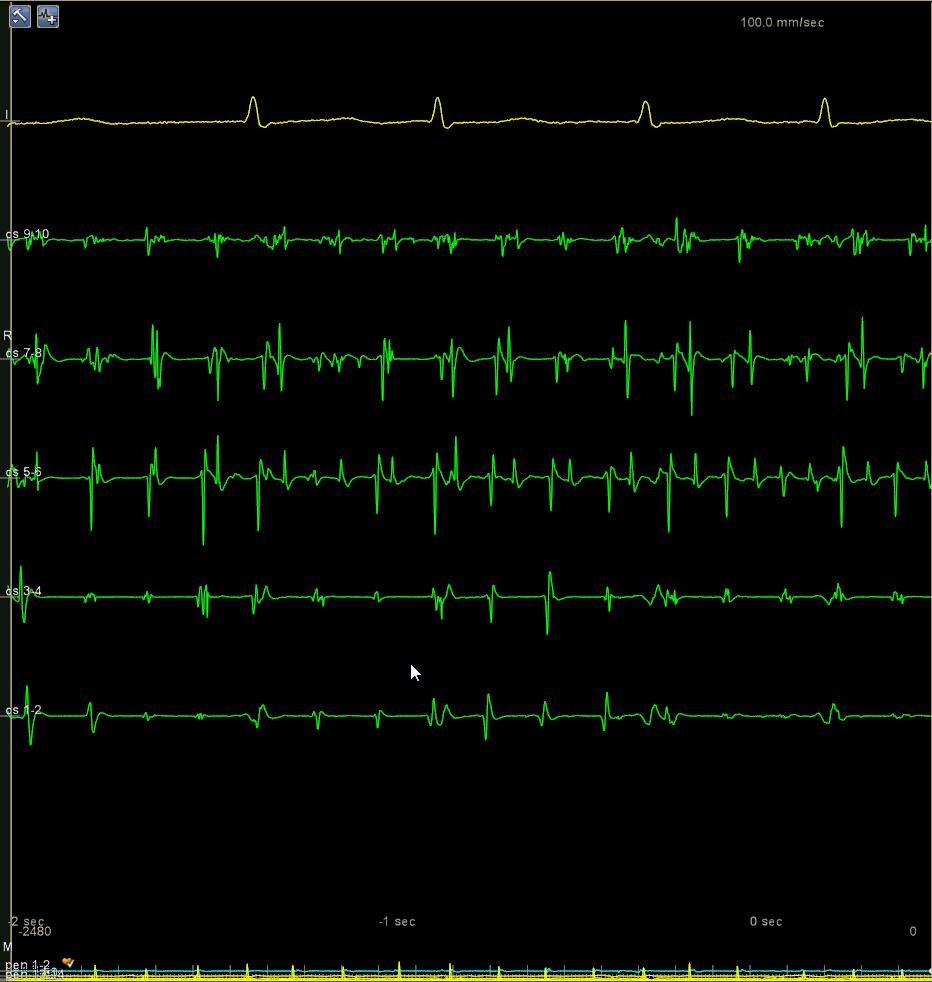 100.0 mm/sec
I
cs 9-10
R
cs 7-8
cs 5-6
cs 3-4
cs 1-2
-2 sec
-1 sec
0 sec
-2480
0
M
pen 1-2